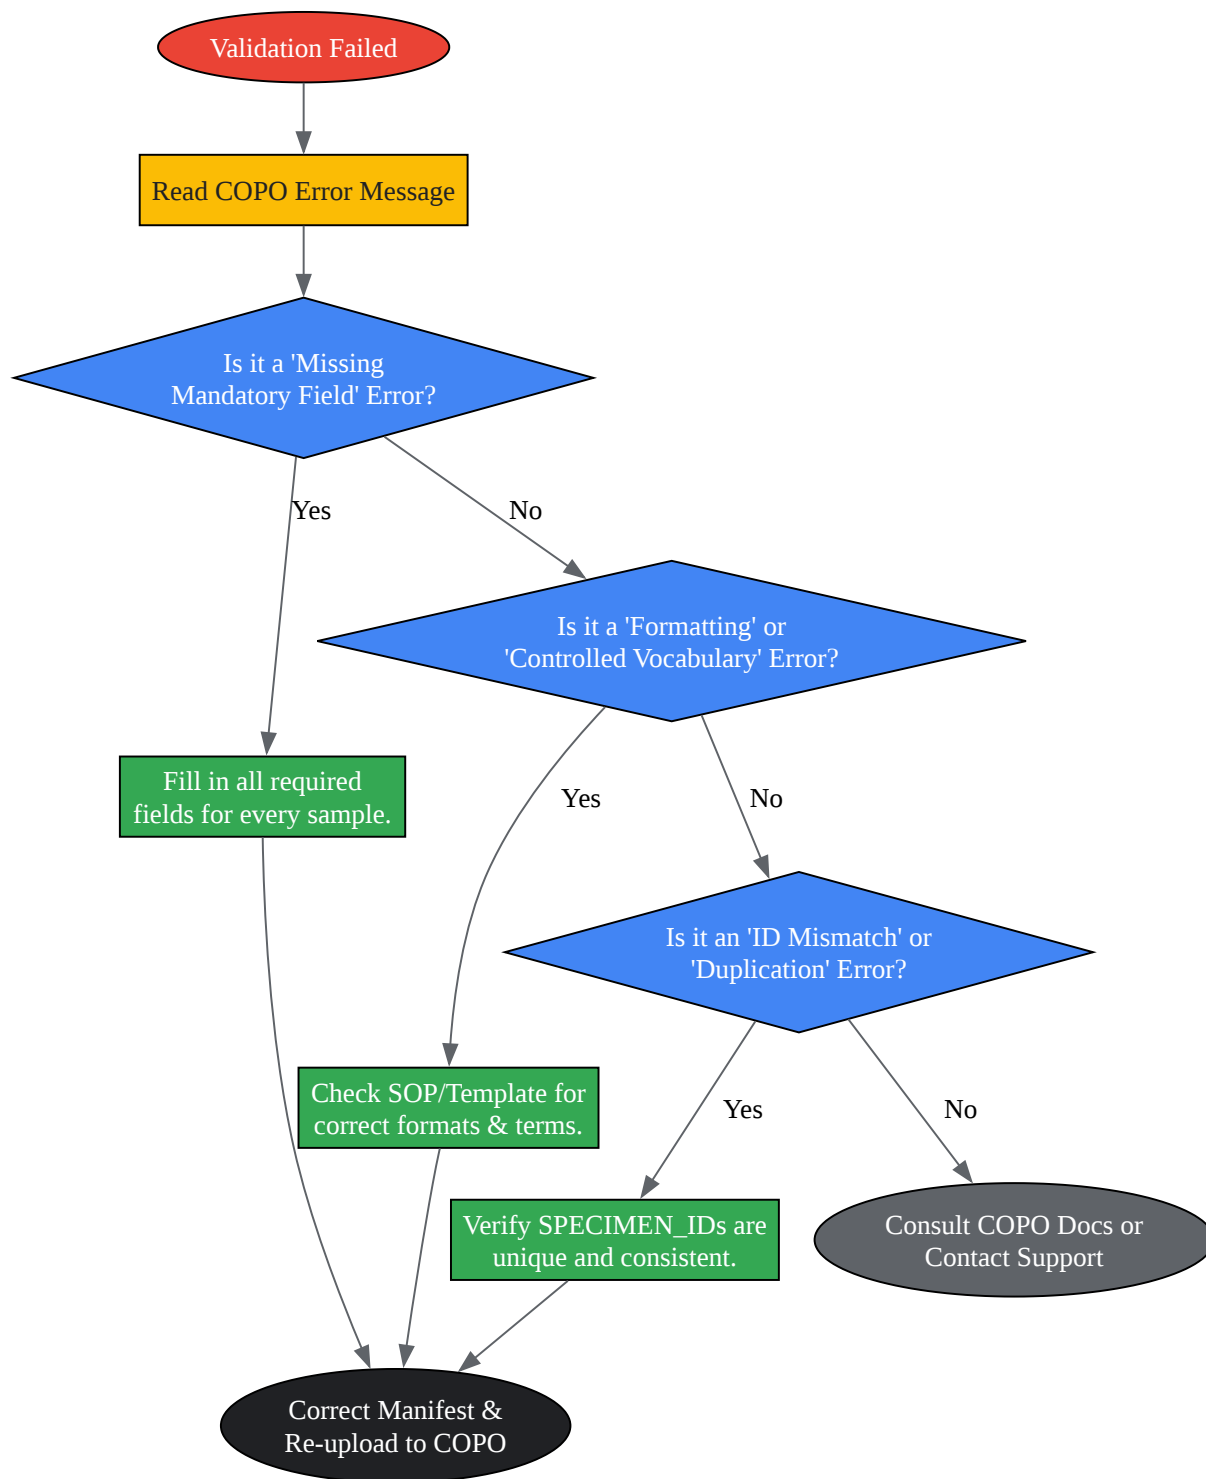 Validation Failed
Read COPO Error Message
Is it a 'Missing
Mandatory Field' Error?
Yes
No
Is it a 'Formatting' or
'Controlled Vocabulary' Error?
Fill in all required
fields for every sample.
Yes
No
Is it an 'ID Mismatch' or
'Duplication' Error?
Check SOP/Template for
correct formats & terms.
Yes
No
Verify SPECIMEN_IDs are
unique and consistent.
Consult COPO Docs or
Contact Support
Correct Manifest &
Re-upload to COPO